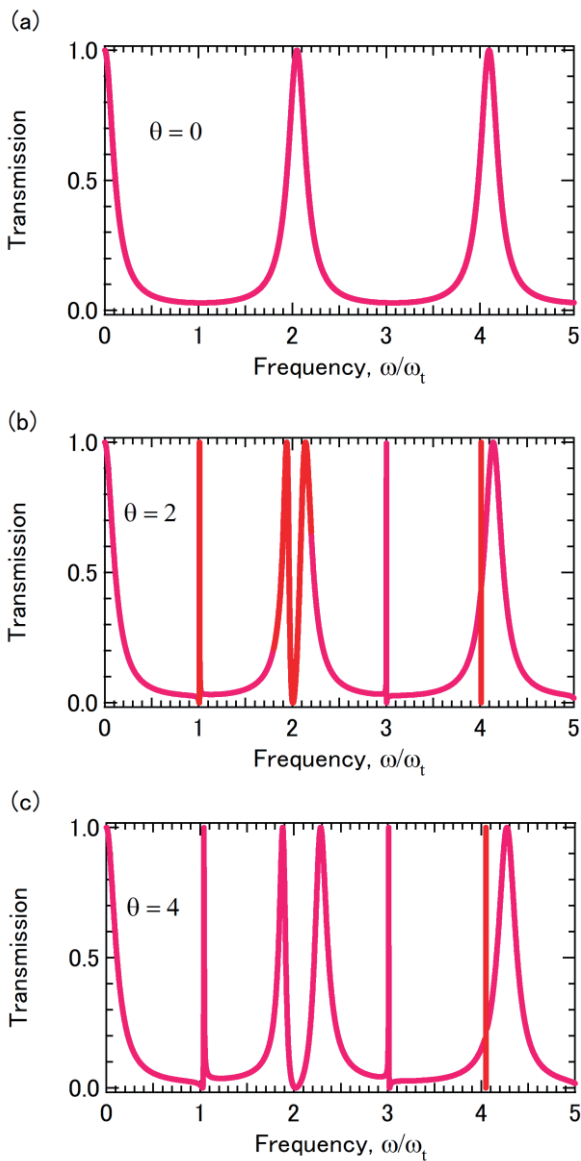 (a)
1.0
0.5
0.0
Transmission
θ = 0
0 1 2 3 4 5
Frequency, ω/ωt
(b)
1.0
0.5
0.0
Transmission
θ = 2
0 1 2 3 4 5
Frequency, ω/ωt
(c)
1.0
0.5
0.0
Transmission
θ = 4
0 1 2 3 4 5
Frequency, ω/ωt